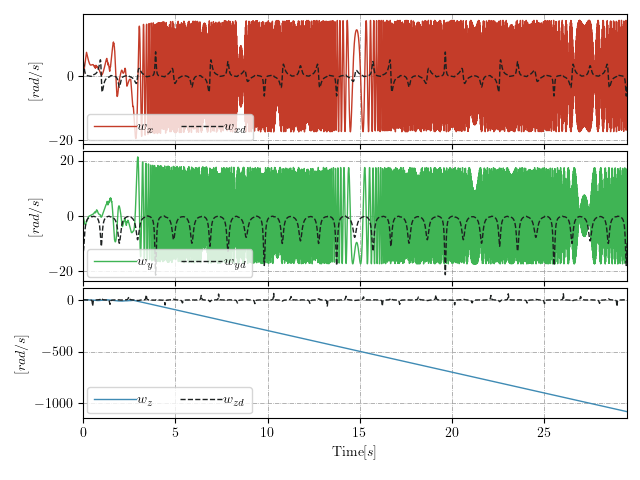 [rad/s]
0
−20
w_x w_xd
[rad/s]
20
0
−20
w_y w_yd
[rad/s]
0
−500
−1000
w_z w_zd
0 5 10 15 20 25
Time[s]